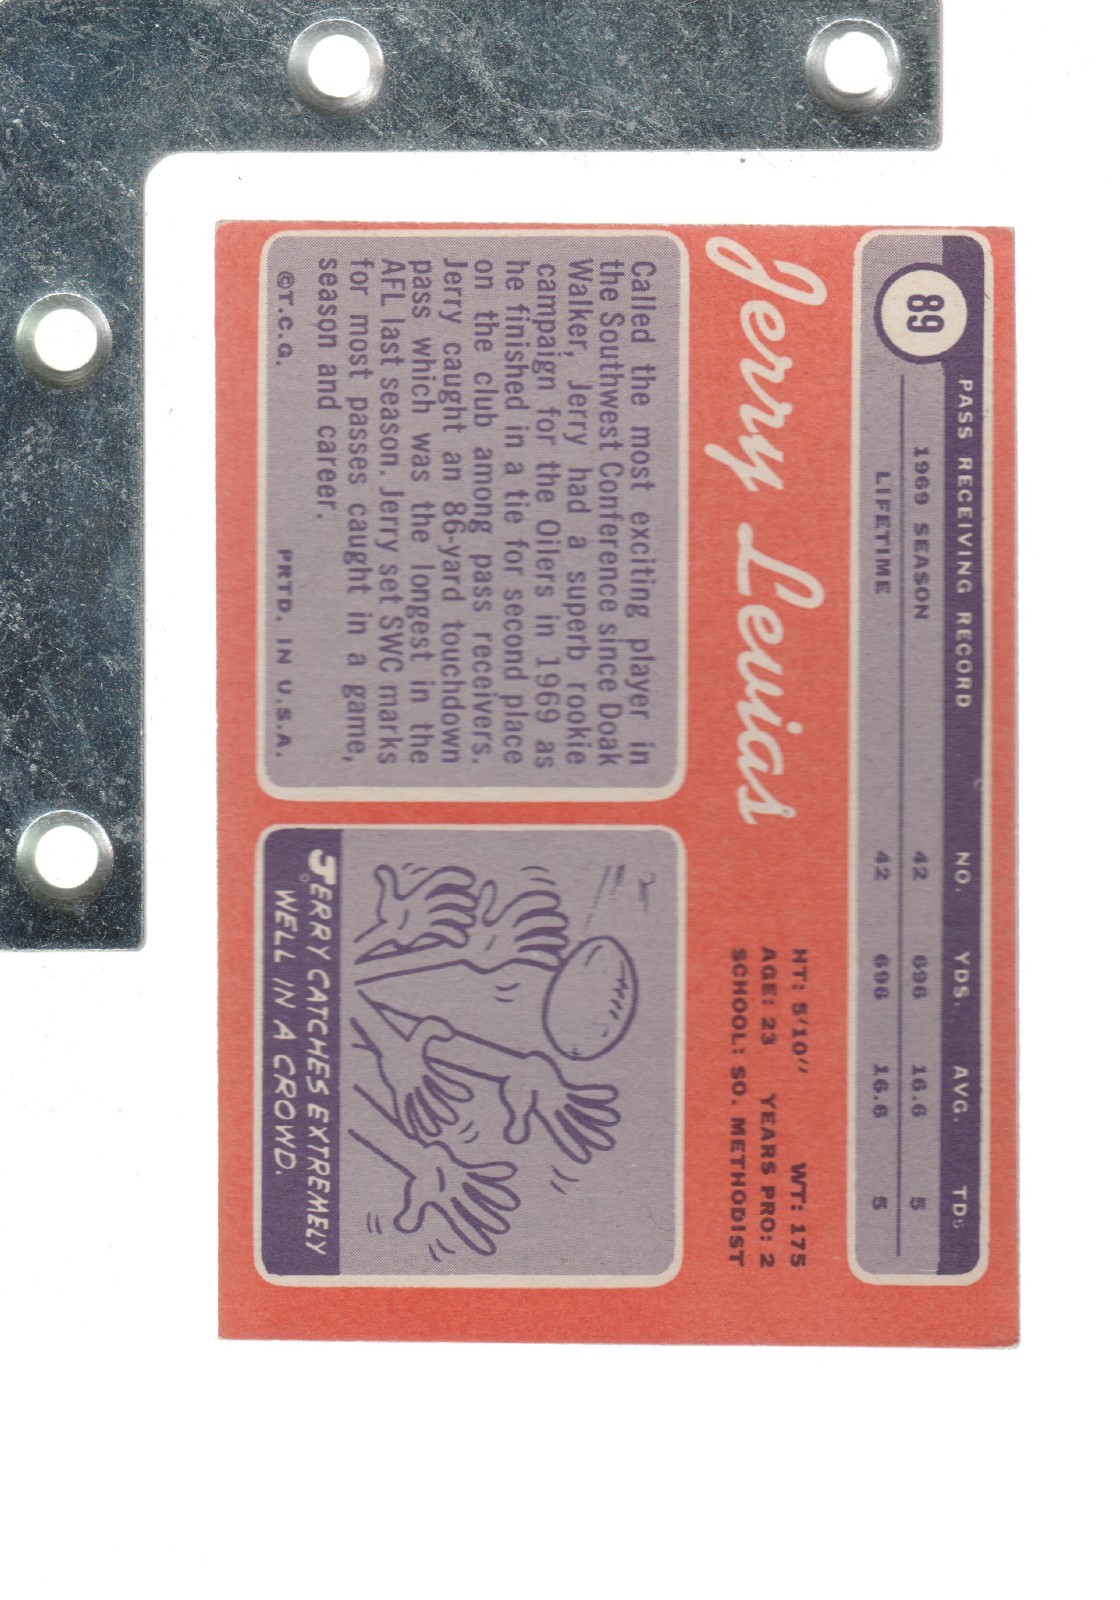 89
PASS RECEIVING RECORD NO. YDS. AVG. TDs
1969 SEASON 42 696 16.6 5
LIFETIME 42 696 16.6 5
Jerry Levias
HT: 5'10" WT: 175
AGE: 23 YEARS PRO: 2
SCHOOL: SO. METHODIST
Called the most exciting player in
the Southwest Conference since Doak
Walker, Jerry had a superb rookie
campaign for the Oilers in 1969 as
he finished in a tie for second place
on the club among pass receivers.
Jerry caught an 86-yard touchdown
pass which was the longest in the
AFL last season. Jerry set SWC marks
for most passes caught in a game,
season and career.
©T.C.G. PRTD. IN U.S.A.
JERRY CATCHES EXTREMELY
WELL IN A CROWD.